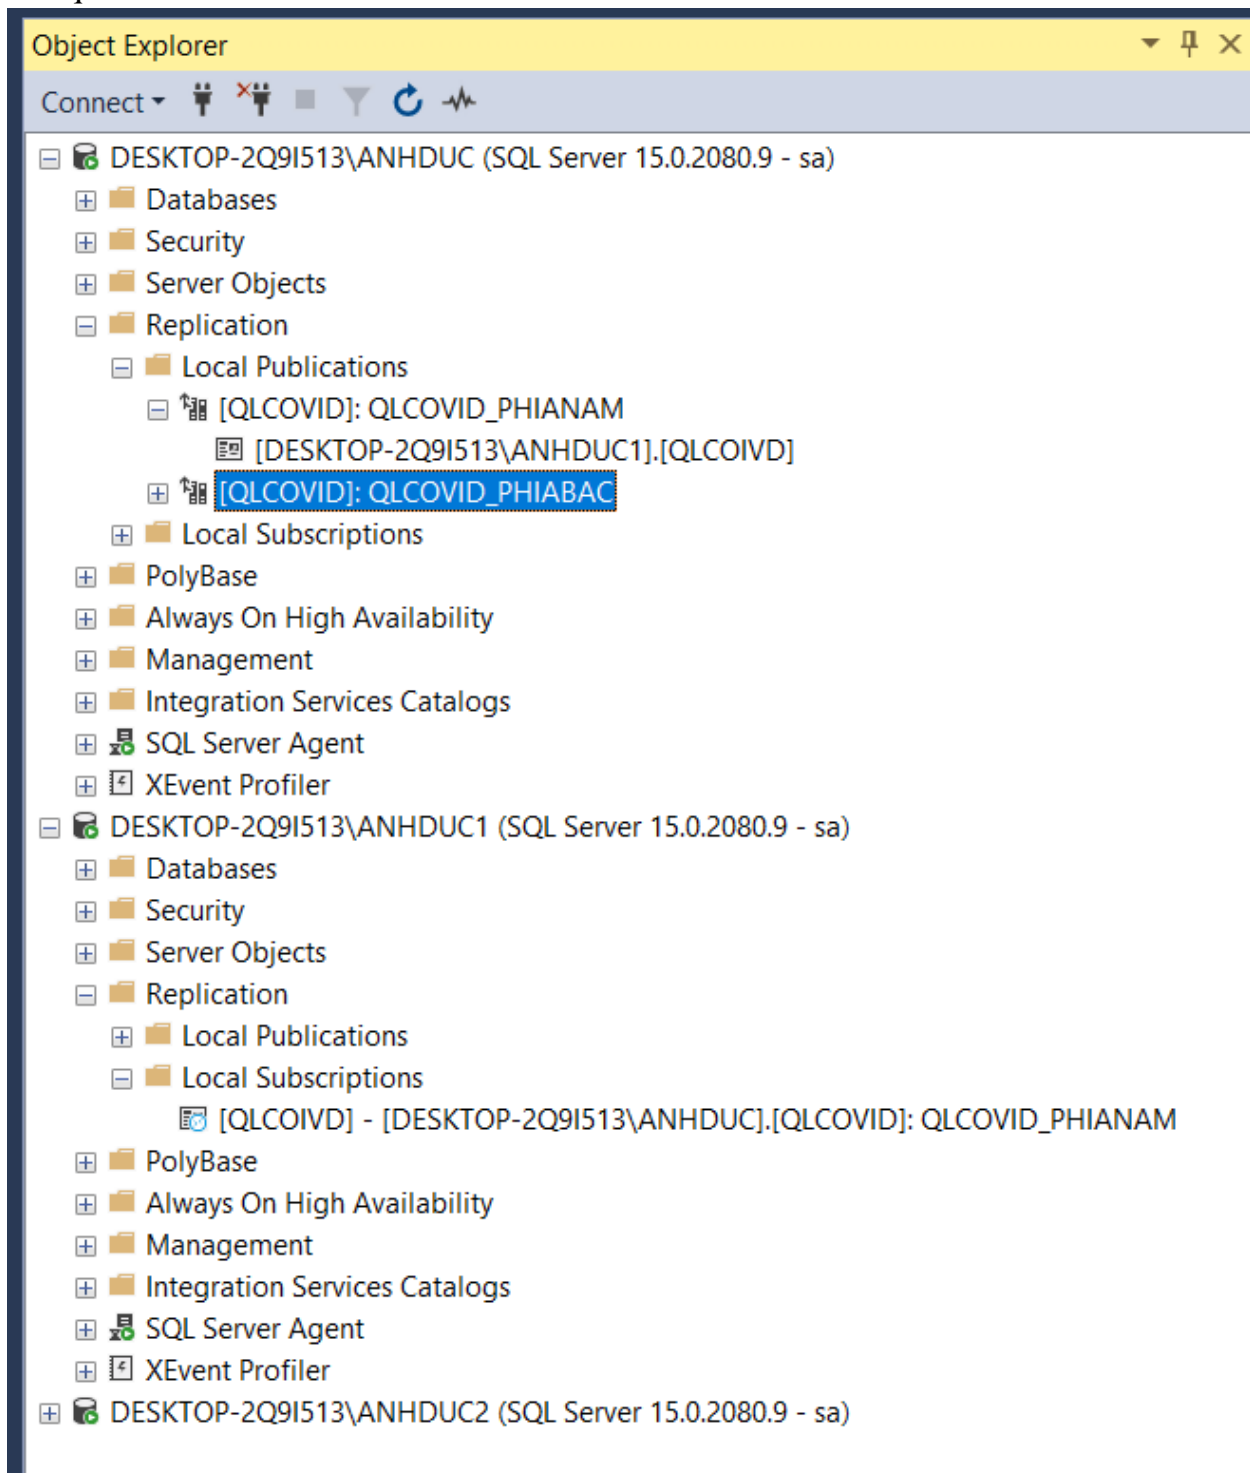 Object Explorer
Connect
DESKTOP-2Q9I513\ANHDUC (SQL Server 15.0.2080.9 - sa)
Databases
Security
Server Objects
Replication
Local Publications
[QLCOVID]: QLCOVID_PHIANAM
[DESKTOP-2Q9I513\ANHDUC1].[QLCOIVD]
[QLCOVID]: QLCOVID_PHIABAC
Local Subscriptions
PolyBase
Always On High Availability
Management
Integration Services Catalogs
SQL Server Agent
XEvent Profiler
DESKTOP-2Q9I513\ANHDUC1 (SQL Server 15.0.2080.9 - sa)
Databases
Security
Server Objects
Replication
Local Publications
Local Subscriptions
[QLCOIVD] - [DESKTOP-2Q9I513\ANHDUC].[QLCOVID]: QLCOVID_PHIANAM
PolyBase
Always On High Availability
Management
Integration Services Catalogs
SQL Server Agent
XEvent Profiler
DESKTOP-2Q9I513\ANHDUC2 (SQL Server 15.0.2080.9 - sa)